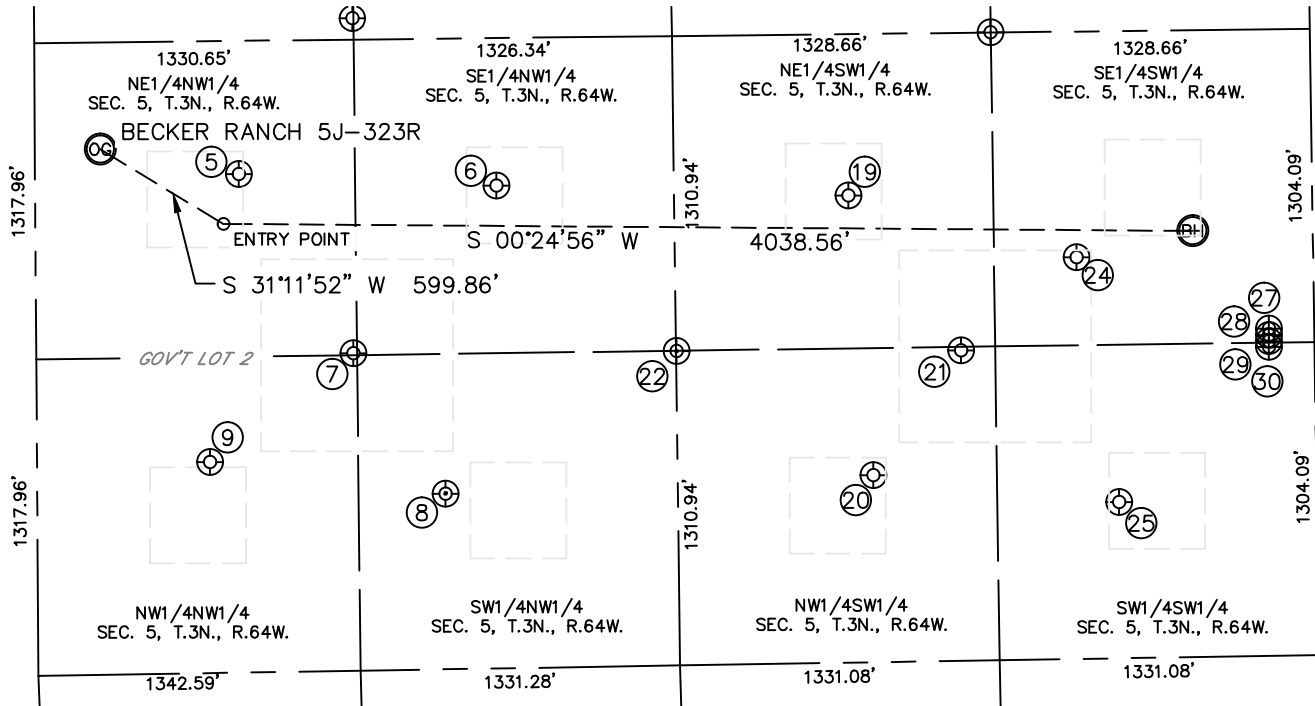 1330.65'
1326.34'
1328.66'
1328.66'
NE1/4NW1/4
SEC. 5, T.3N., R.64W.
SE1/4NW1/4
SEC. 5, T.3N., R.64W.
NE1/4SW1/4
SEC. 5, T.3N., R.64W.
SE1/4SW1/4
SEC. 5, T.3N., R.64W.
BECKER RANCH 5J-323R
OG
5
6
19
1317.96'
1310.94'
1304.09'
ENTRY POINT
S 00°24'56" W 4038.56'
BH
S 31°11'52" W 599.86'
24
27
28
GOV'T LOT 2
7
22
21
29
30
9
8
20
25
1317.96'
1310.94'
1304.09'
NW1/4NW1/4
SEC. 5, T.3N., R.64W.
SW1/4NW1/4
SEC. 5, T.3N., R.64W.
NW1/4SW1/4
SEC. 5, T.3N., R.64W.
SW1/4SW1/4
SEC. 5, T.3N., R.64W.
1342.59'
1331.28'
1331.08'
1331.08'